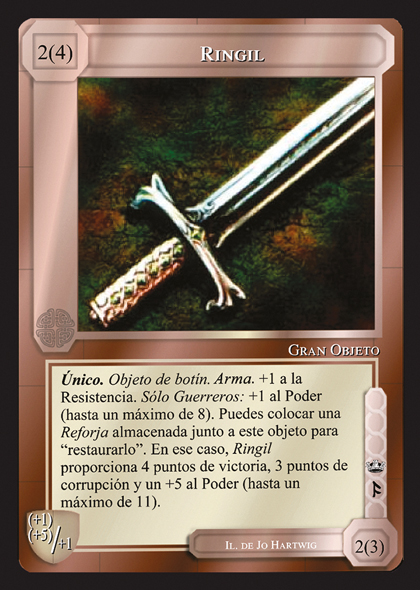 2(4)
Ringil
Gran Objeto
Único. Objeto de botín. Arma. +1 a la
Resistencia. Sólo Guerreros: +1 al Poder
(hasta un máximo de 8). Puedes colocar una
Reforja almacenada junto a este objeto para
“restaurarlo”. En ese caso, Ringil
proporciona 4 puntos de victoria, 3 puntos de
corrupción y un +5 al Poder (hasta un
máximo de 11).
(+1)
(+5)/+1
Il. de Jo Hartwig
2(3)